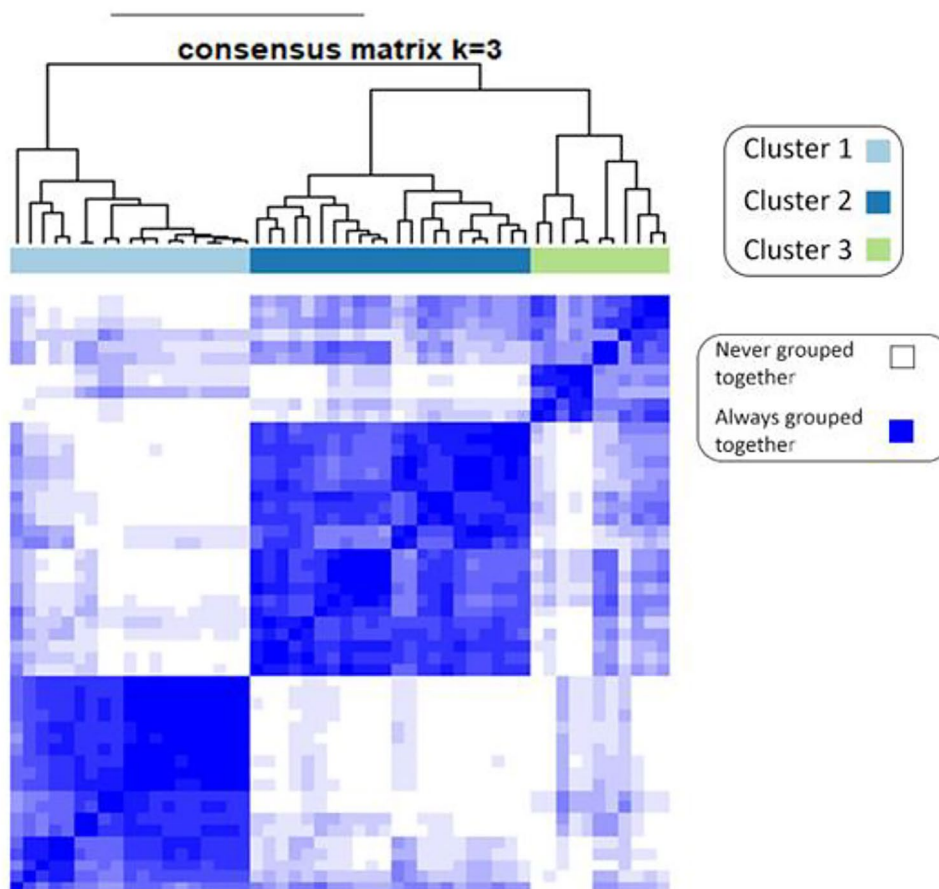 consensus matrix k=3
Cluster 1
Cluster 2
Cluster 3
Never grouped
together
Always grouped
together